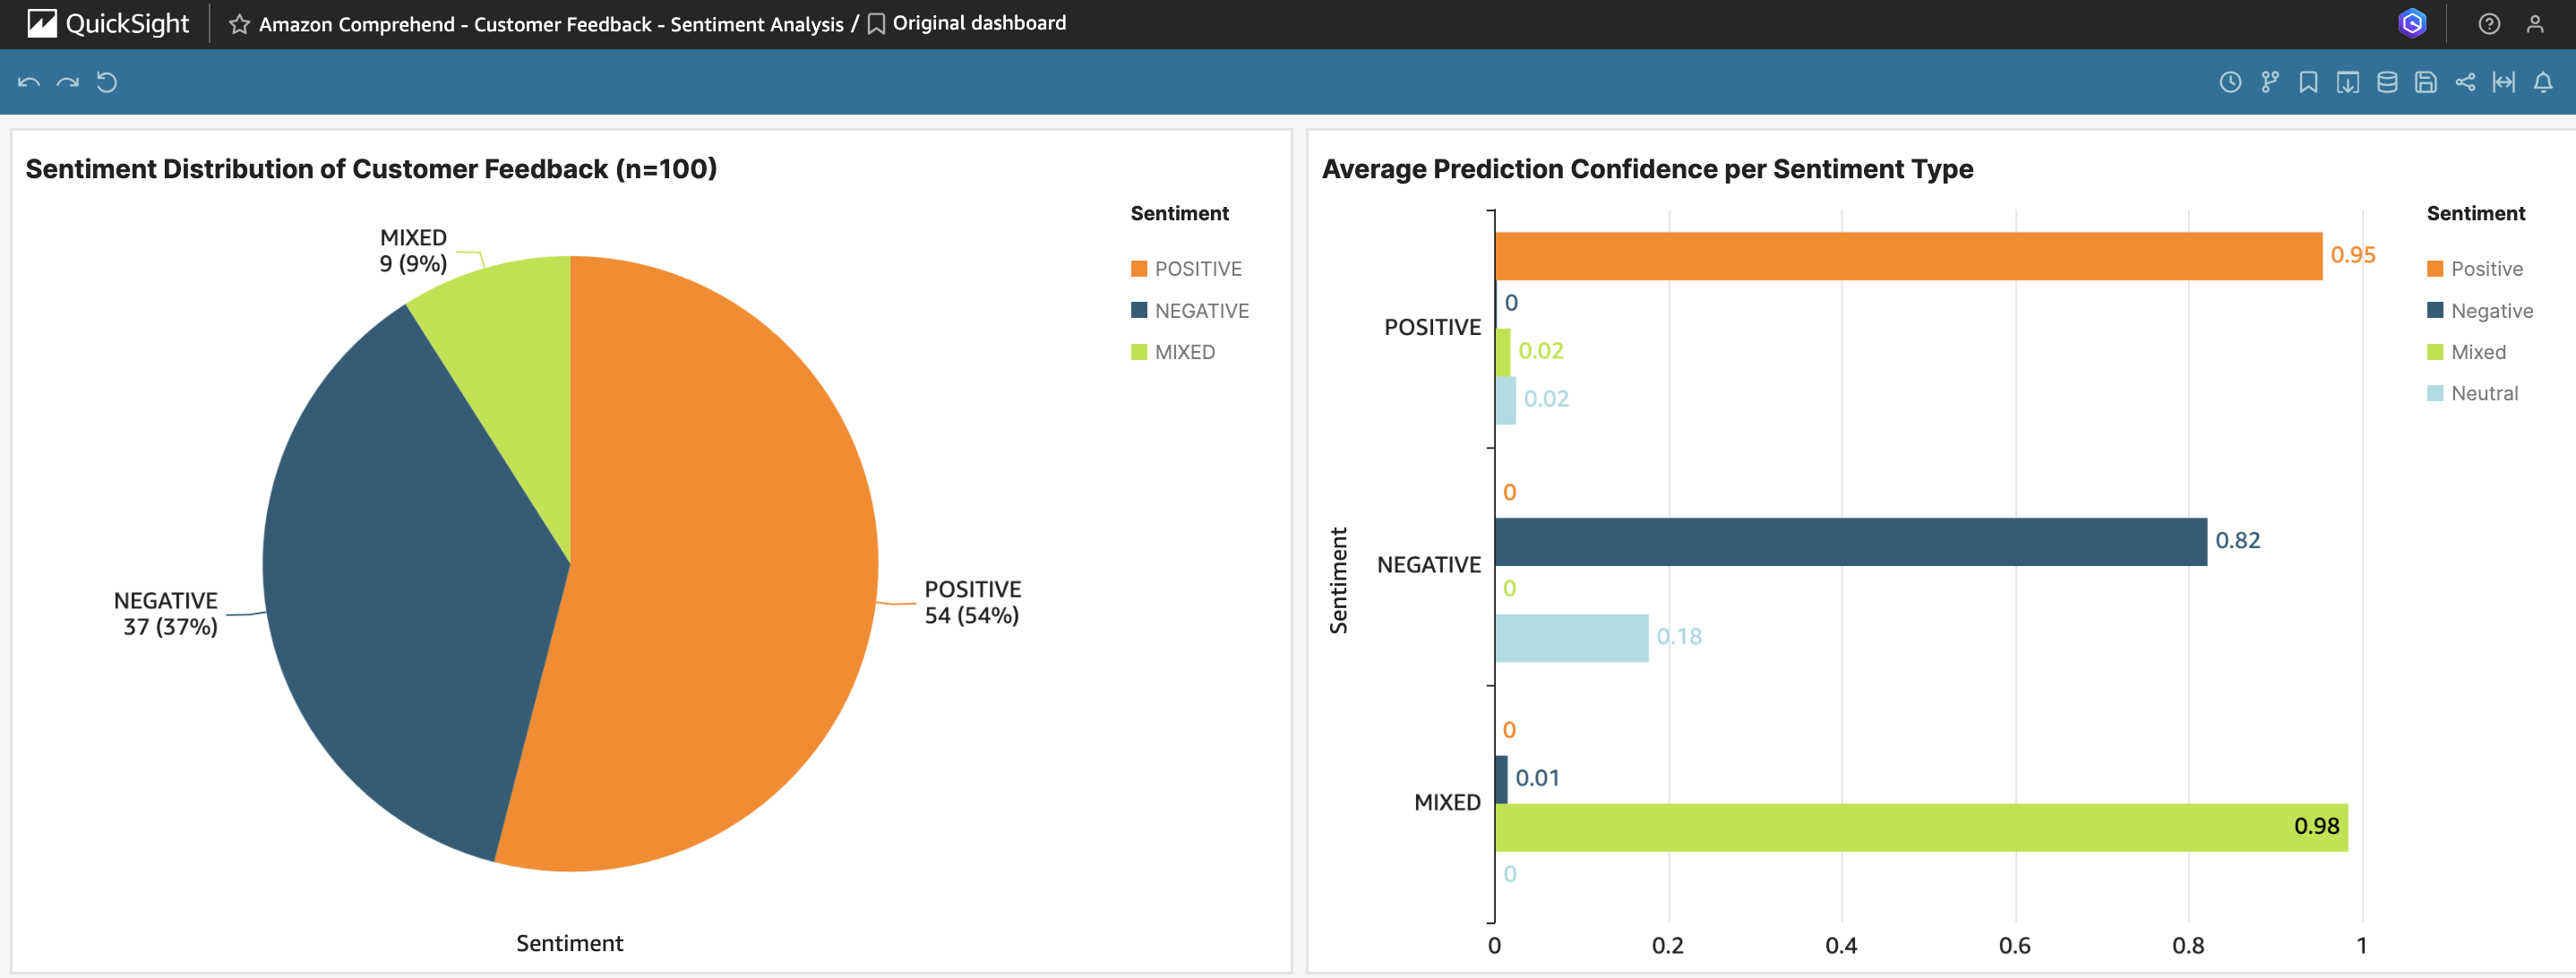 QuickSight
Amazon Comprehend - Customer Feedback - Sentiment Analysis / Original dashboard
Sentiment Distribution of Customer Feedback (n=100)
MIXED
9 (9%)
NEGATIVE
37 (37%)
POSITIVE
54 (54%)
Sentiment
Sentiment
POSITIVE
NEGATIVE
MIXED
Average Prediction Confidence per Sentiment Type
Sentiment
POSITIVE
0.95
0
0.02
0.02
NEGATIVE
0
0.82
0
0.18
MIXED
0
0.01
0.98
0
0 0.2 0.4 0.6 0.8 1
Sentiment
Positive
Negative
Mixed
Neutral